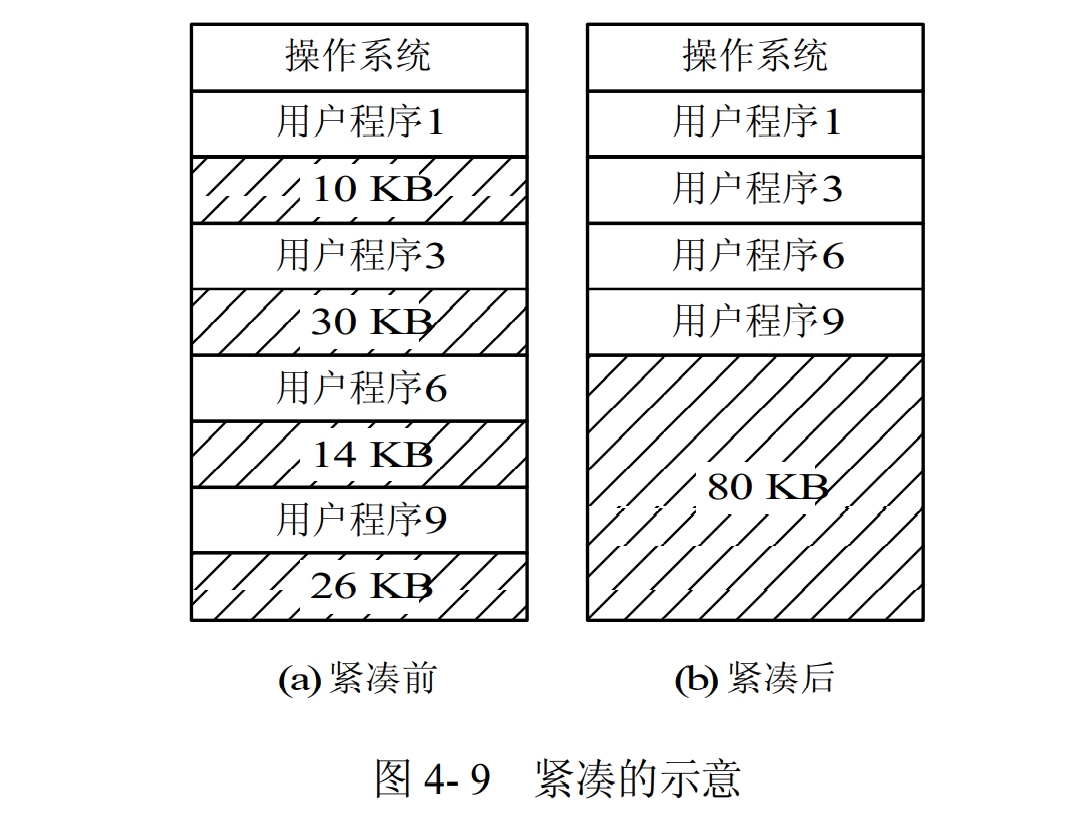 操作系统
用户程序1
10 KB
用户程序3
30 KB
用户程序6
14 KB
用户程序9
26 KB
(a) 紧凑前
操作系统
用户程序1
用户程序3
用户程序6
用户程序9
80 KB
(b) 紧凑后
图 4- 9 紧凑的示意